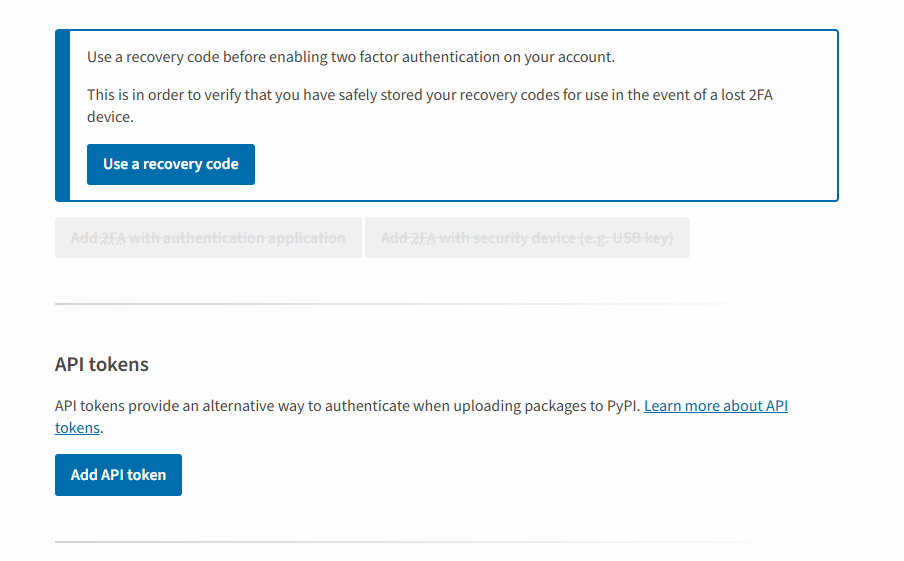 Use a recovery code before enabling two factor authentication on your account.
This is in order to verify that you have safely stored your recovery codes for use in the event of a lost 2FA
device.
Use a recovery code
Add 2FA with authentication application
Add 2FA with security device (e.g. USB key)
API tokens
API tokens provide an alternative way to authenticate when uploading packages to PyPI. Learn more about API
tokens.
Add API token